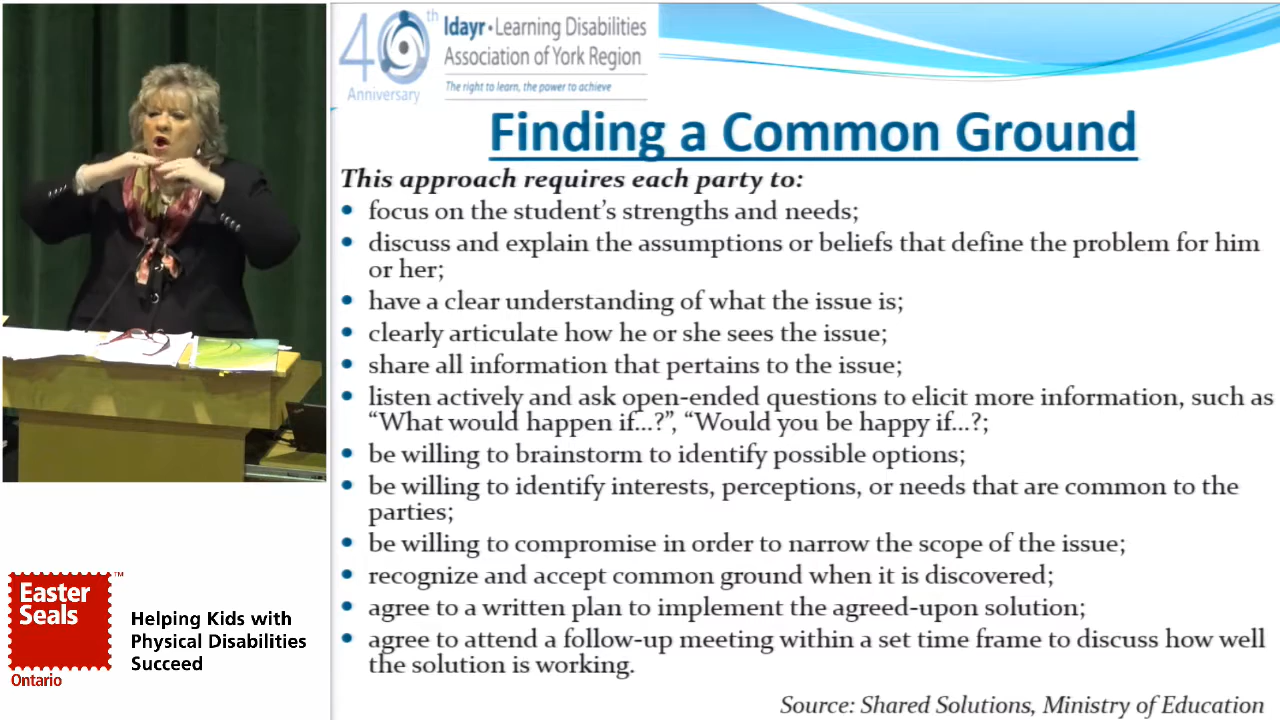 40th
Anniversary
ldayr·Learning Disabilities
Association of York Region
The right to learn, the power to achieve
Finding a Common Ground
This approach requires each party to:
• focus on the student’s strengths and needs;
• discuss and explain the assumptions or beliefs that define the problem for him
or her;
• have a clear understanding of what the issue is;
• clearly articulate how he or she sees the issue;
• share all information that pertains to the issue;
• listen actively and ask open-ended questions to elicit more information, such as
“What would happen if...?”, “Would you be happy if...?;
• be willing to brainstorm to identify possible options;
• be willing to identify interests, perceptions, or needs that are common to the
parties;
• be willing to compromise in order to narrow the scope of the issue;
• recognize and accept common ground when it is discovered;
• agree to a written plan to implement the agreed-upon solution;
• agree to attend a follow-up meeting within a set time frame to discuss how well
the solution is working.
Source: Shared Solutions, Ministry of Education
Easter
Seals™
Ontario
Helping Kids with
Physical Disabilities
Succeed